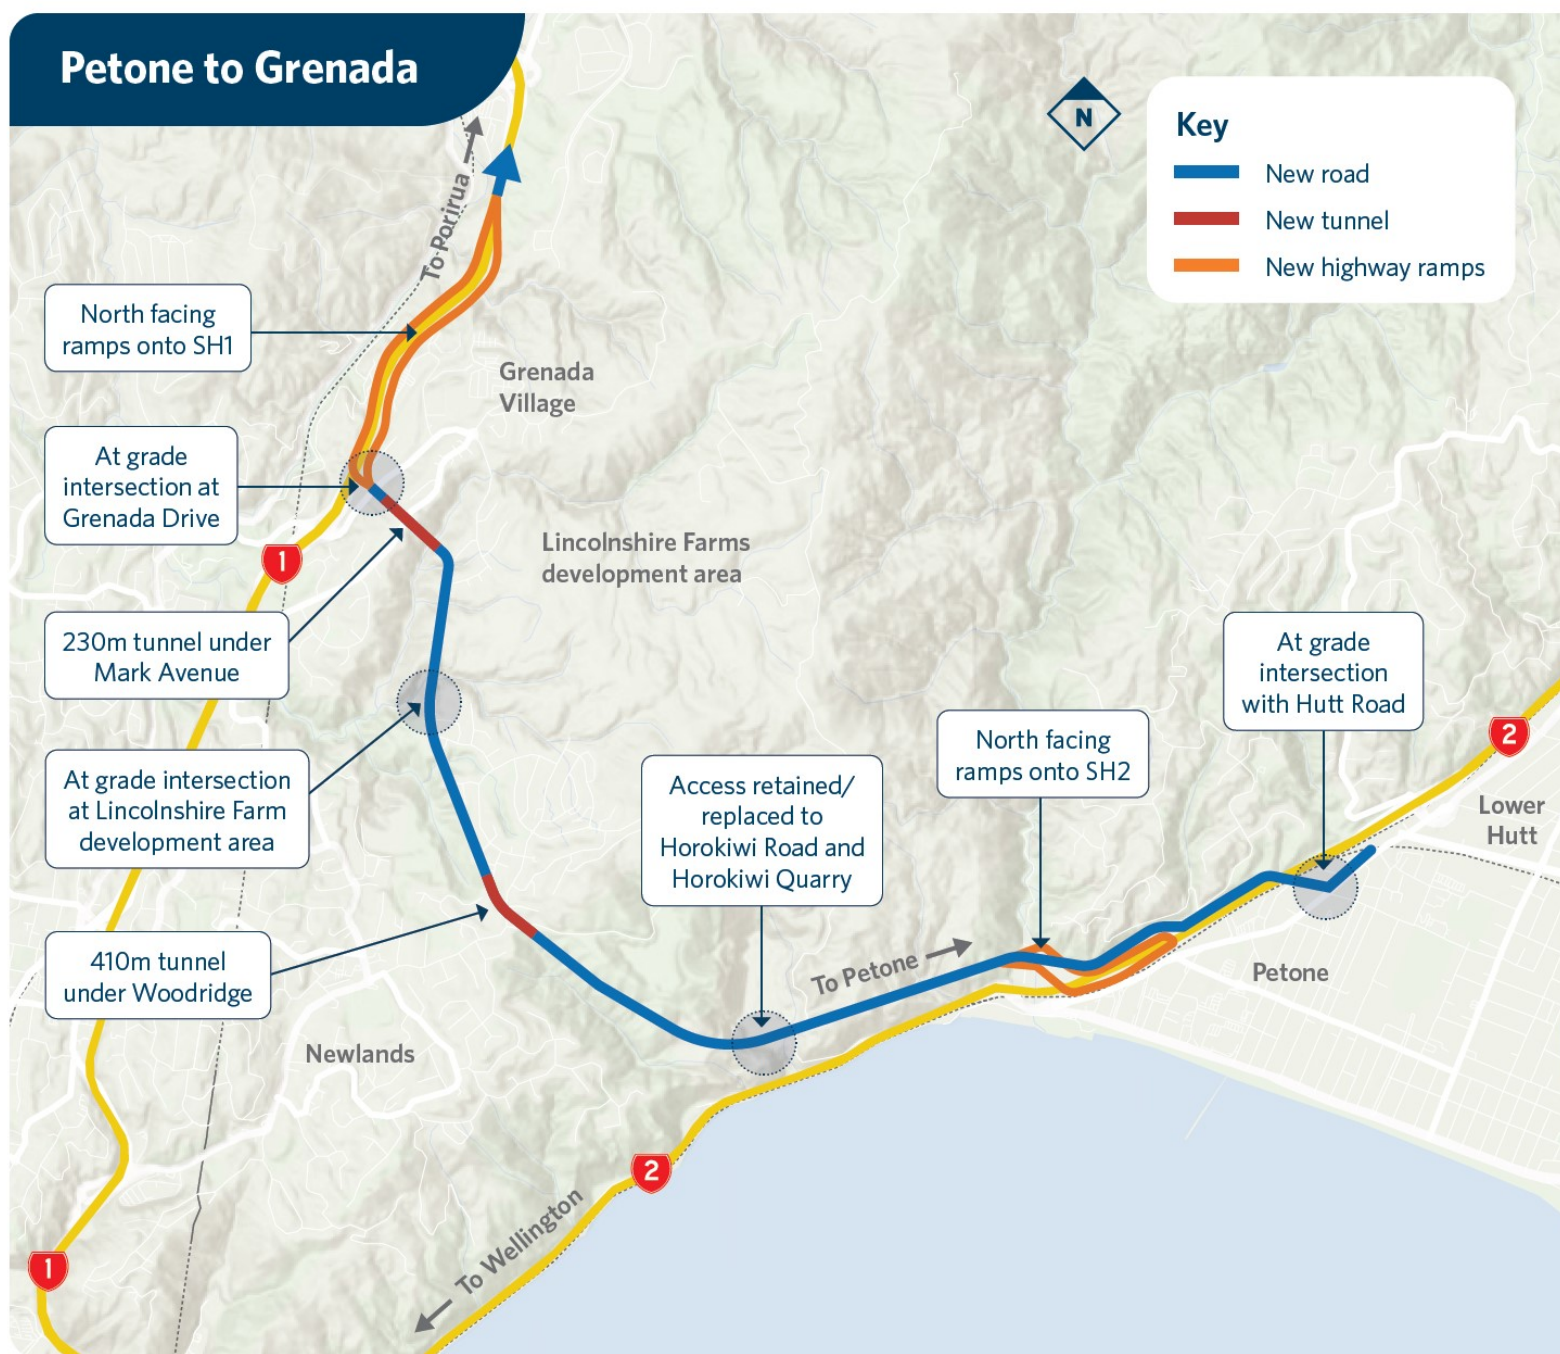 Petone to Grenada
N
Key
New road
New tunnel
New highway ramps
To Porirua
North facing
ramps onto SH1
Grenada
Village
At grade
intersection at
Grenada Drive
Lincolnshire Farms
development area
1
230m tunnel under
Mark Avenue
At grade
intersection
with Hutt Road
2
North facing
ramps onto SH2
At grade intersection
at Lincolnshire Farm
development area
Access retained/
replaced to
Horokiwi Road and
Horokiwi Quarry
Lower
Hutt
410m tunnel
under Woodridge
To Petone
Petone
Newlands
2
To Wellington
1